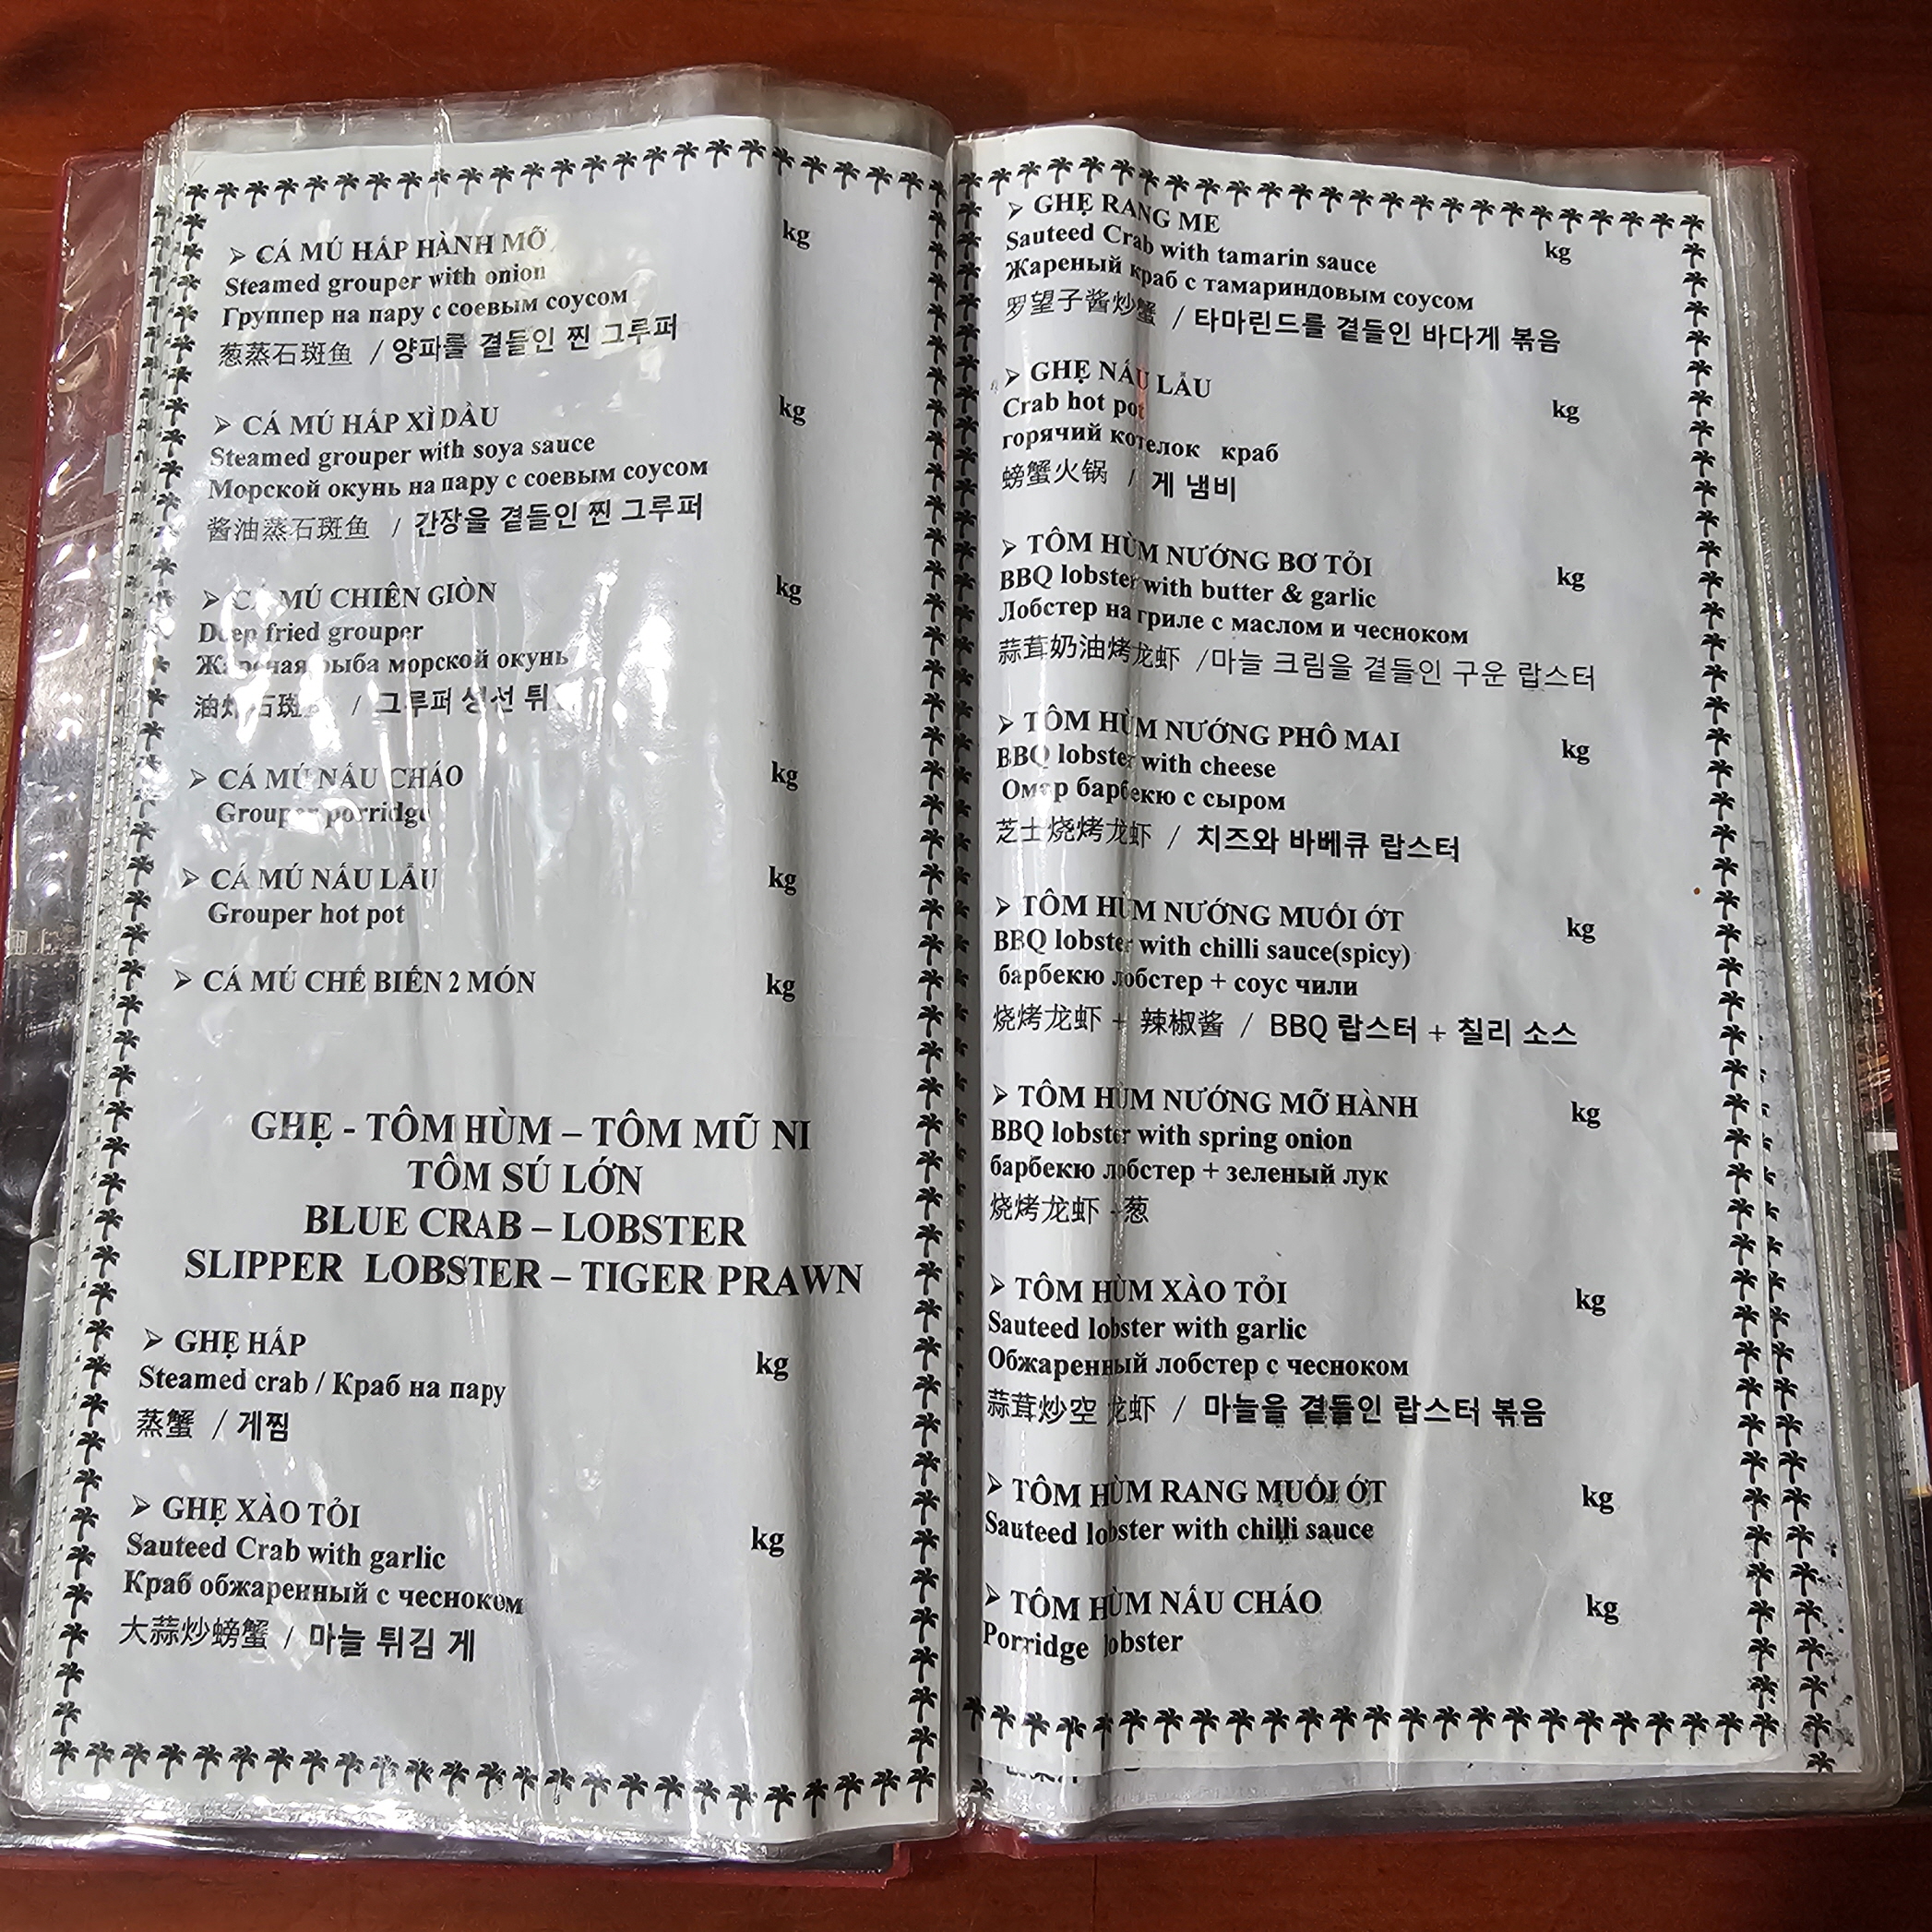 ➢ CÁ MÚ HẤP HÀNH MỠ kg
Steamed grouper with onion
Группер на пару с соевым соусом
葱蒸石斑鱼 / 양파를 곁들인 찐 그루퍼
➢ CÁ MÚ HẤP XÌ DẦU kg
Steamed grouper with soya sauce
Морской окунь на пару с соевым соусом
酱油蒸石斑鱼 / 간장을 곁들인 찐 그루퍼
➢ CÁ MÚ CHIÊN GIÒN kg
Deep fried grouper
Жареная рыба морской окунь
/ 그루퍼 생선
➢ CÁ MÚ NẤU CHÁO kg
Grouper porridge
➢ CÁ MÚ NẤU LẨU kg
Grouper hot pot
➢ CÁ MÚ CHẾ BIẾN 2 MÓN kg
GHẸ - TÔM HÙM – TÔM MŨ NI
TÔM SÚ LỚN
BLUE CRAB – LOBSTER
SLIPPER LOBSTER – TIGER PRAWN
➢ GHẸ HẤP kg
Steamed crab / Краб на пару
蒸蟹 / 게찜
➢ GHẸ XÀO TỎI kg
Sauteed Crab with garlic
Краб обжаренный с чесноком
大蒜炒螃蟹 / 마늘 튀김 게
➢ GHẸ RANG ME kg
Sauteed Crab with tamarin sauce
Жареный краб с тамариндовым соусом
罗望子酱炒蟹 / 타마린드를 곁들인 바다게 볶음
➢ GHẸ NẤU LẨU kg
Crab hot pot
горячий котелок краб
螃蟹火锅 / 게 냄비
➢ TÔM HÙM NƯỚNG BƠ TỎI kg
BBQ lobster with butter & garlic
Лобстер на гриле с маслом и чесноком
蒜茸奶油烤龙虾 /마늘 크림을 곁들인 구운 랍스터
➢ TÔM HÙM NƯỚNG PHÔ MAI kg
BBQ lobster with cheese
Омар барбекю с сыром
芝士烧烤龙虾 / 치즈와 바베큐 랍스터
➢ TÔM HÙM NƯỚNG MUỐI ỚT kg
BBQ lobster with chilli sauce(spicy)
барбекю лобстер + соус чили
烧烤龙虾 + 辣椒酱 / BBQ 랍스터 + 칠리 소스
➢ TÔM HÙM NƯỚNG MỠ HÀNH kg
BBQ lobster with spring onion
барбекю лобстер + зеленый лук
烧烤龙虾 +葱
➢ TÔM HÙM XÀO TỎI kg
Sauteed lobster with garlic
Обжаренный лобстер с чесноком
蒜茸炒空 龙虾 / 마늘을 곁들인 랍스터 볶음
➢ TÔM HÙM RANG MUỐI ỚT kg
Sauteed lobster with chilli sauce
➢ TÔM HÙM NẤU CHÁO kg
Porridge lobster